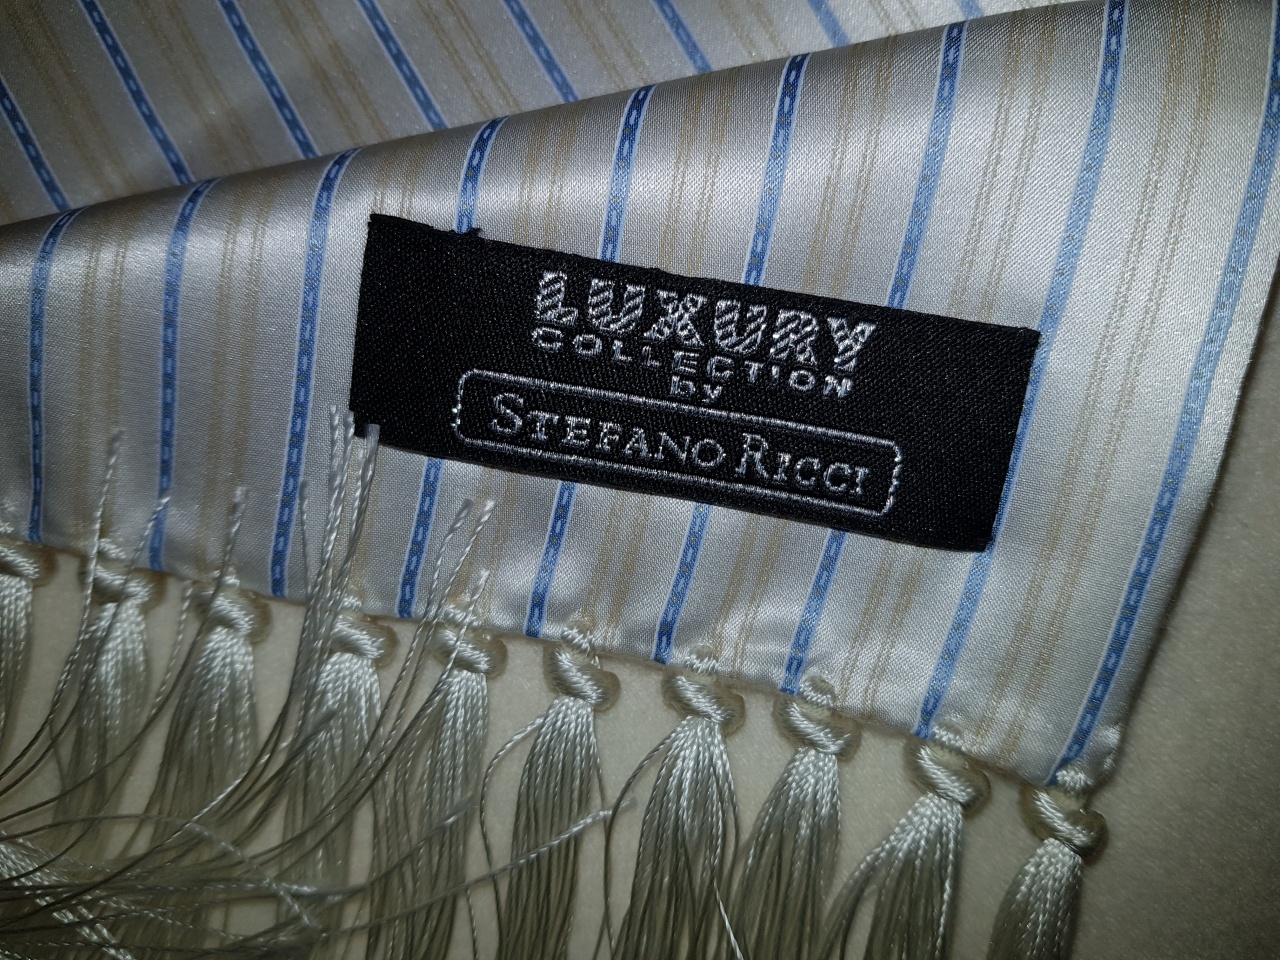 LUXURY
COLLECTION
by
STEFANO RICCI